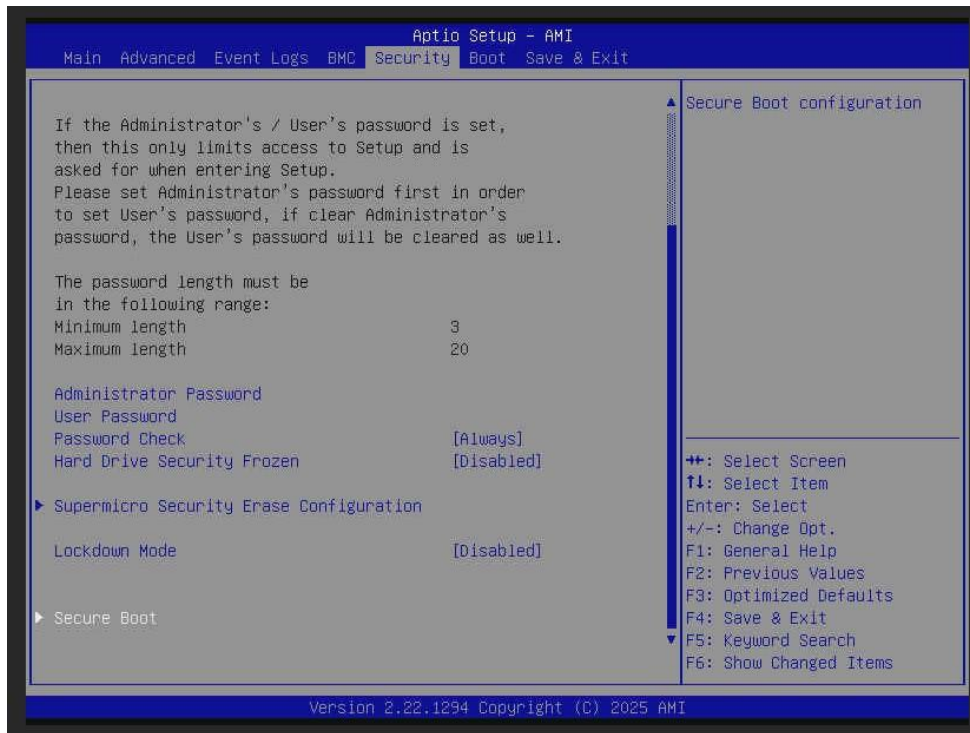 Aptio Setup – AMI
Main Advanced Event Logs BMC Security Boot Save & Exit
If the Administrator's / User's password is set,
then this only limits access to Setup and is
asked for when entering Setup.
Please set Administrator's password first in order
to set User's password, if clear Administrator's
password, the User's password will be cleared as well.
The password length must be
in the following range:
Minimum length 3
Maximum length 20
Administrator Password
User Password
Password Check [Always]
Hard Drive Security Frozen [Disabled]
Supermicro Security Erase Configuration
Lockdown Mode [Disabled]
Secure Boot
Secure Boot configuration
→←: Select Screen
↑↓: Select Item
Enter: Select
+/-: Change Opt.
F1: General Help
F2: Previous Values
F3: Optimized Defaults
F4: Save & Exit
F5: Keyword Search
F6: Show Changed Items
Version 2.22.1294 Copyright (C) 2025 AMI